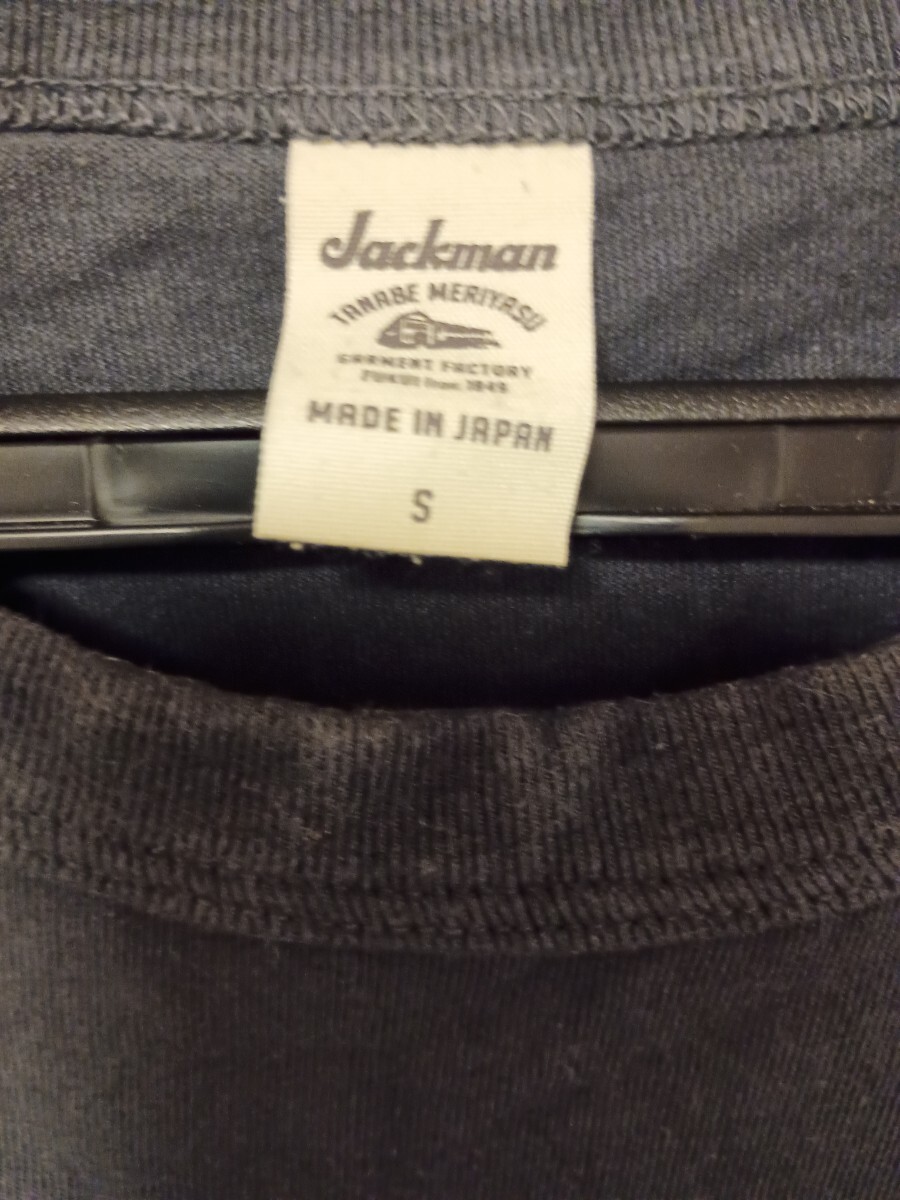 Jackman
TANABE MERIYASU
GARMENT FACTORY
FUKUI from 1949
MADE IN JAPAN
S